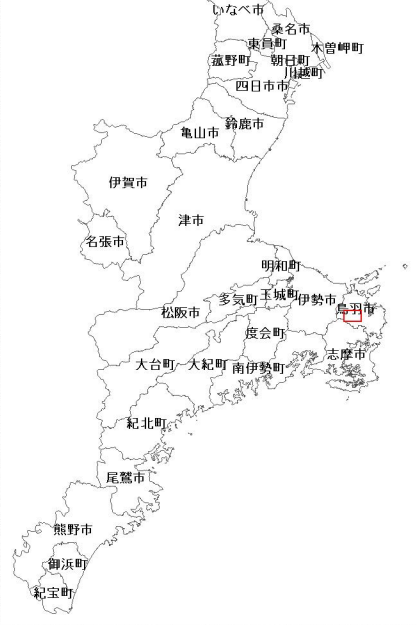 いなべ市
桑名市
東員町
木曽岬町
菰野町
朝日町
川越町
四日市市
鈴鹿市
亀山市
伊賀市
津市
名張市
明和町
玉城町
多気町
伊勢市
鳥羽市
松阪市
度会町
志摩市
大台町
大紀町
南伊勢町
紀北町
尾鷲市
熊野市
御浜町
紀宝町